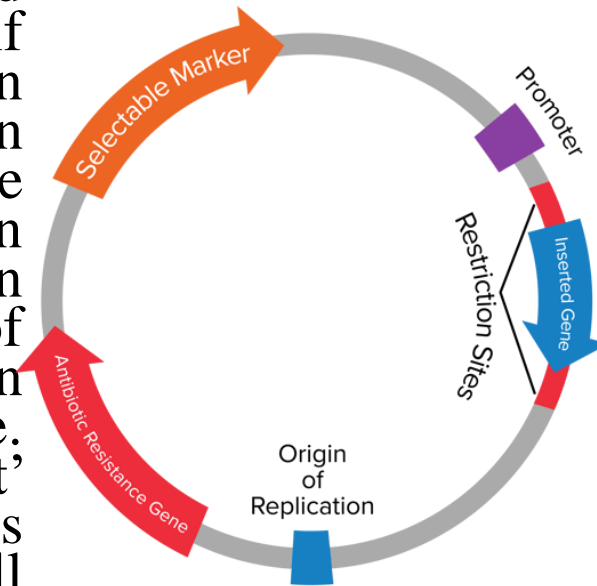 Selectable Marker
Promoter
Inserted Gene
Restriction Sites
Antibiotic Resistance Gene
Origin
of
Replication